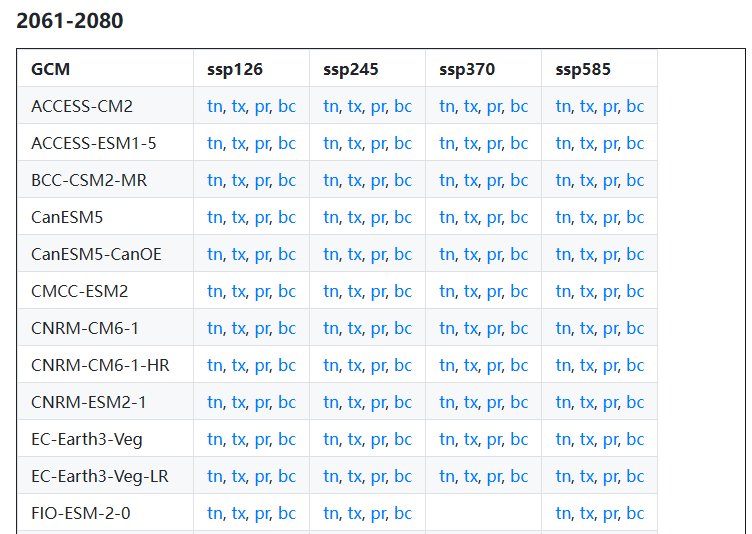 2061-2080
GCM ssp126 ssp245 ssp370 ssp585
ACCESS-CM2 tn, tx, pr, bc tn, tx, pr, bc tn, tx, pr, bc tn, tx, pr, bc
ACCESS-ESM1-5 tn, tx, pr, bc tn, tx, pr, bc tn, tx, pr, bc tn, tx, pr, bc
BCC-CSM2-MR tn, tx, pr, bc tn, tx, pr, bc tn, tx, pr, bc tn, tx, pr, bc
CanESM5 tn, tx, pr, bc tn, tx, pr, bc tn, tx, pr, bc tn, tx, pr, bc
CanESM5-CanOE tn, tx, pr, bc tn, tx, pr, bc tn, tx, pr, bc tn, tx, pr, bc
CMCC-ESM2 tn, tx, pr, bc tn, tx, pr, bc tn, tx, pr, bc tn, tx, pr, bc
CNRM-CM6-1 tn, tx, pr, bc tn, tx, pr, bc tn, tx, pr, bc tn, tx, pr, bc
CNRM-CM6-1-HR tn, tx, pr, bc tn, tx, pr, bc tn, tx, pr, bc tn, tx, pr, bc
CNRM-ESM2-1 tn, tx, pr, bc tn, tx, pr, bc tn, tx, pr, bc tn, tx, pr, bc
EC-Earth3-Veg tn, tx, pr, bc tn, tx, pr, bc tn, tx, pr, bc tn, tx, pr, bc
EC-Earth3-Veg-LR tn, tx, pr, bc tn, tx, pr, bc tn, tx, pr, bc tn, tx, pr, bc
FIO-ESM-2-0 tn, tx, pr, bc tn, tx, pr, bc tn, tx, pr, bc